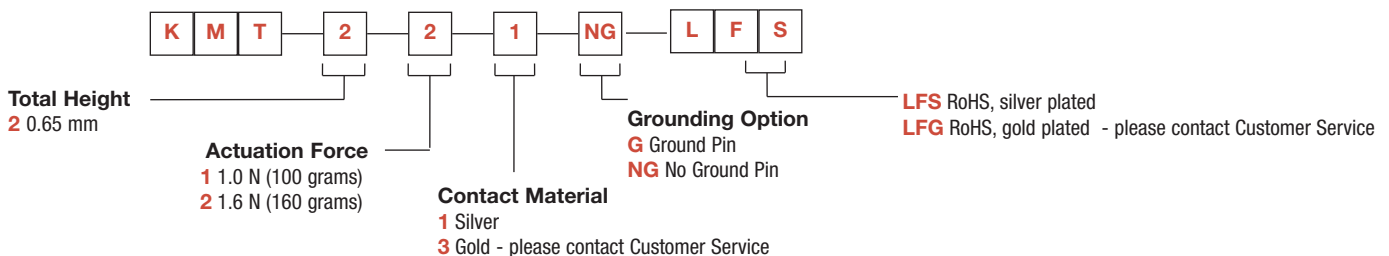 K M T 2 2 1 NG L F S
Total Height
2 0.65 mm
Actuation Force
1 1.0 N (100 grams)
2 1.6 N (160 grams)
Contact Material
1 Silver
3 Gold - please contact Customer Service
Grounding Option
G Ground Pin
NG No Ground Pin
LFS RoHS, silver plated
LFG RoHS, gold plated - please contact Customer Service